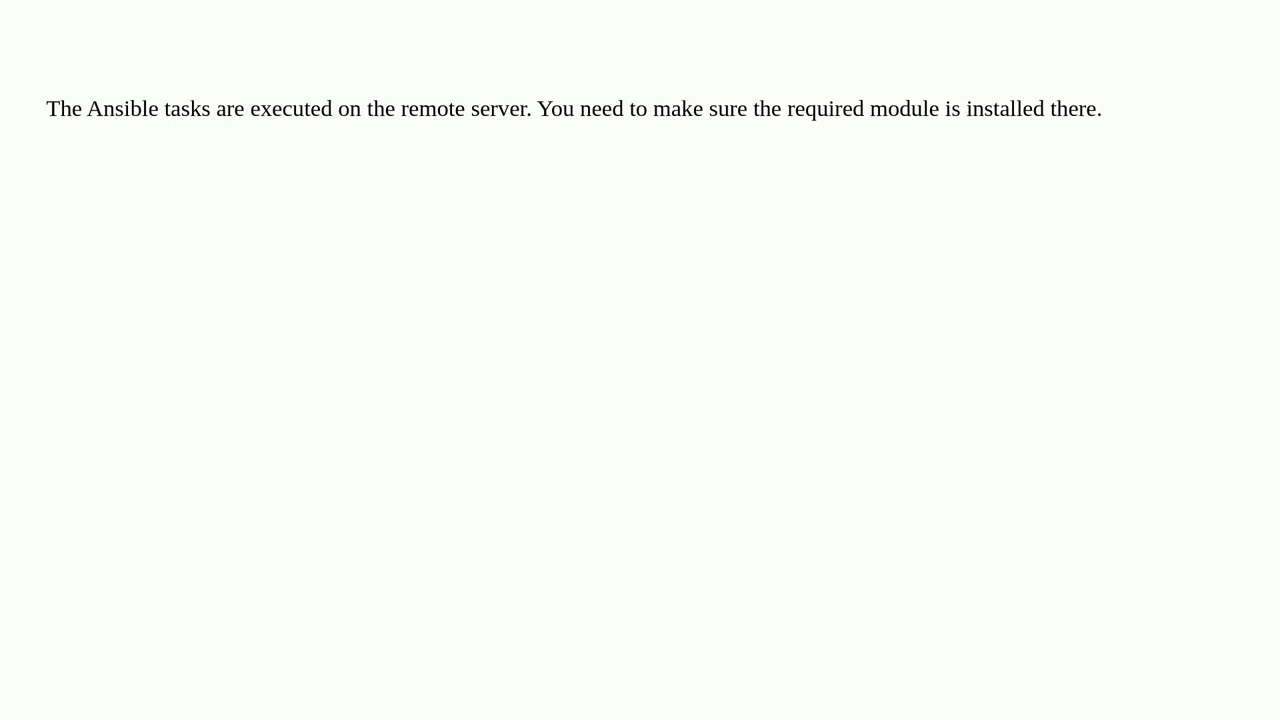 The Ansible tasks are executed on the remote server. You need to make sure the required module is installed there.